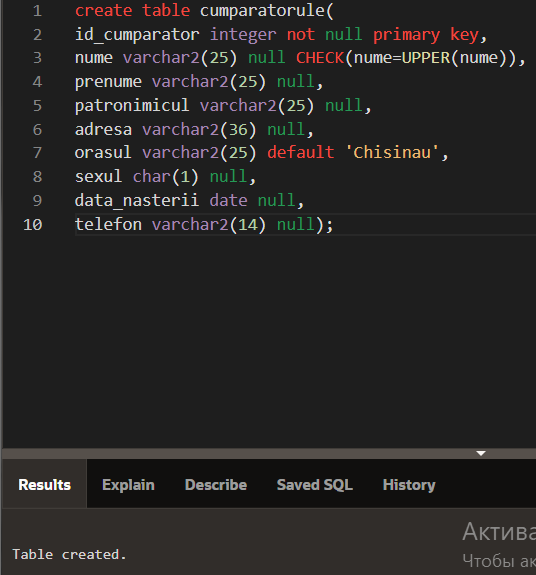 1 create table cumparatorule(
2 id_cumparator integer not null primary key,
3 nume varchar2(25) null CHECK(nume=UPPER(nume)),
4 prenume varchar2(25) null,
5 patronimicul varchar2(25) null,
6 adresa varchar2(36) null,
7 orasul varchar2(25) default 'Chisinau',
8 sexul char(1) null,
9 data_nasterii date null,
10 telefon varchar2(14) null);
Results Explain Describe Saved SQL History
Актива
Table created.
Чтобы ак